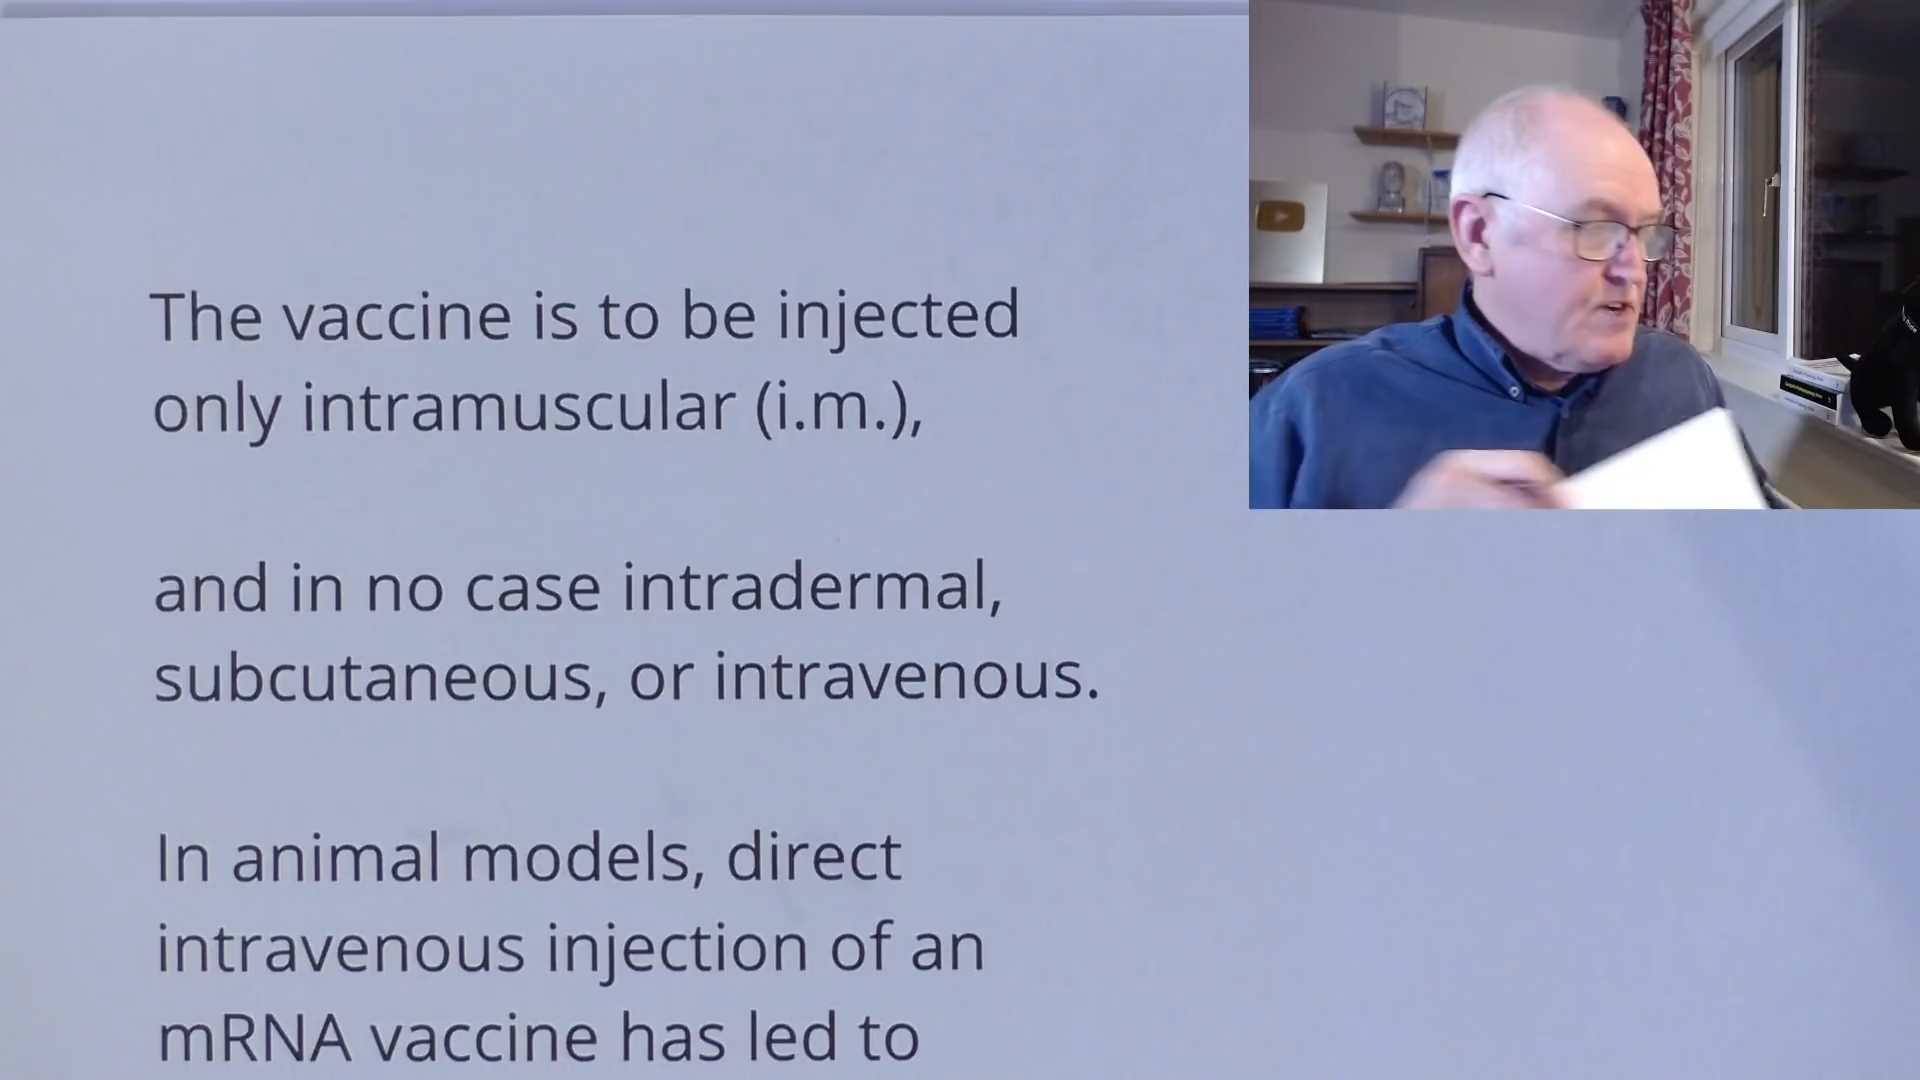 The vaccine is to be injected
only intramuscular (i.m.),
and in no case intradermal,
subcutaneous, or intravenous.
In animal models, direct
intravenous injection of an
mRNA vaccine has led to